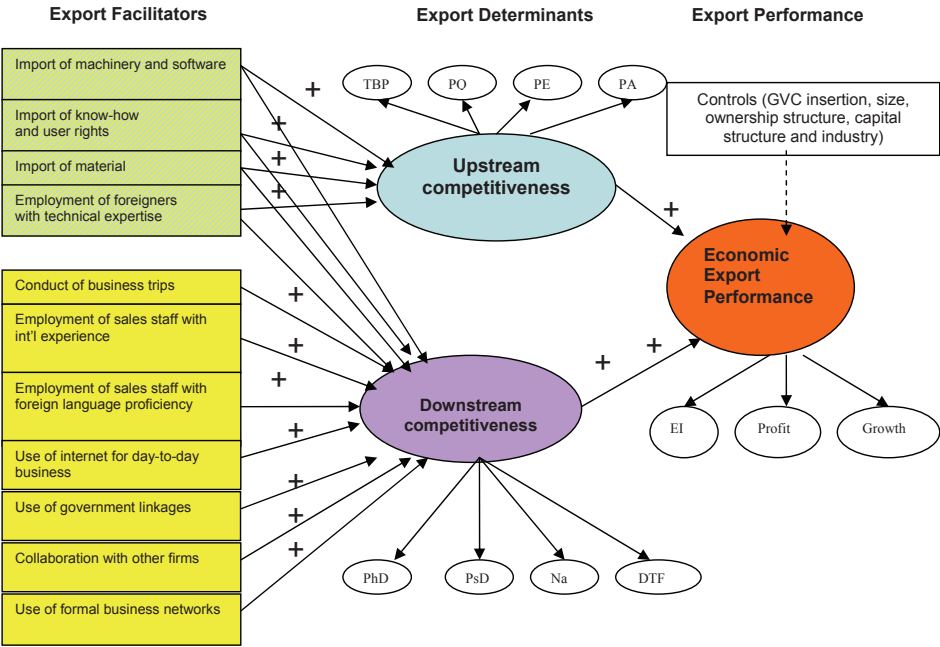 Export Facilitators
Export Determinants
Export Performance
Import of machinery and software
Import of know-how
and user rights
Import of material
Employment of foreigners
with technical expertise
Conduct of business trips
Employment of sales staff with
int'l experience
Employment of sales staff with
foreign language proficiency
Use of internet for day-to-day
business
Use of government linkages
Collaboration with other firms
Use of formal business networks
+
+
+
+
+
+
+
+
+
+
+
TBP
PQ
PE
PA
Upstream
competitiveness
Downstream
competitiveness
PhD
PsD
Na
DTF
+
+
+
Controls (GVC insertion, size,
ownership structure, capital
structure and industry)
Economic
Export
Performance
EI
Profit
Growth